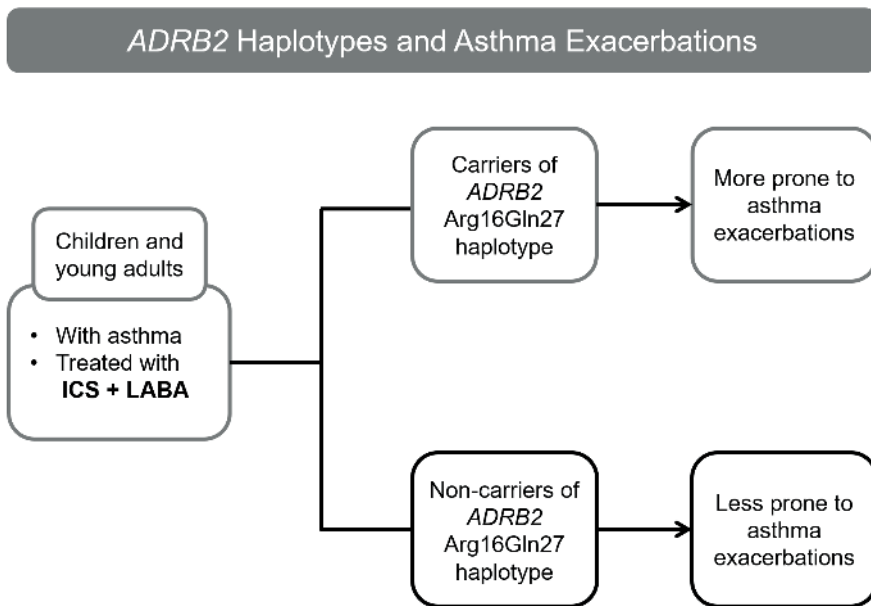 ADRB2 Haplotypes and Asthma Exacerbations
Children and
young adults
• With asthma
• Treated with
ICS + LABA
Carriers of
ADRB2
Arg16Gln27
haplotype
More prone to
asthma
exacerbations
Non-carriers of
ADRB2
Arg16Gln27
haplotype
Less prone to
asthma
exacerbations